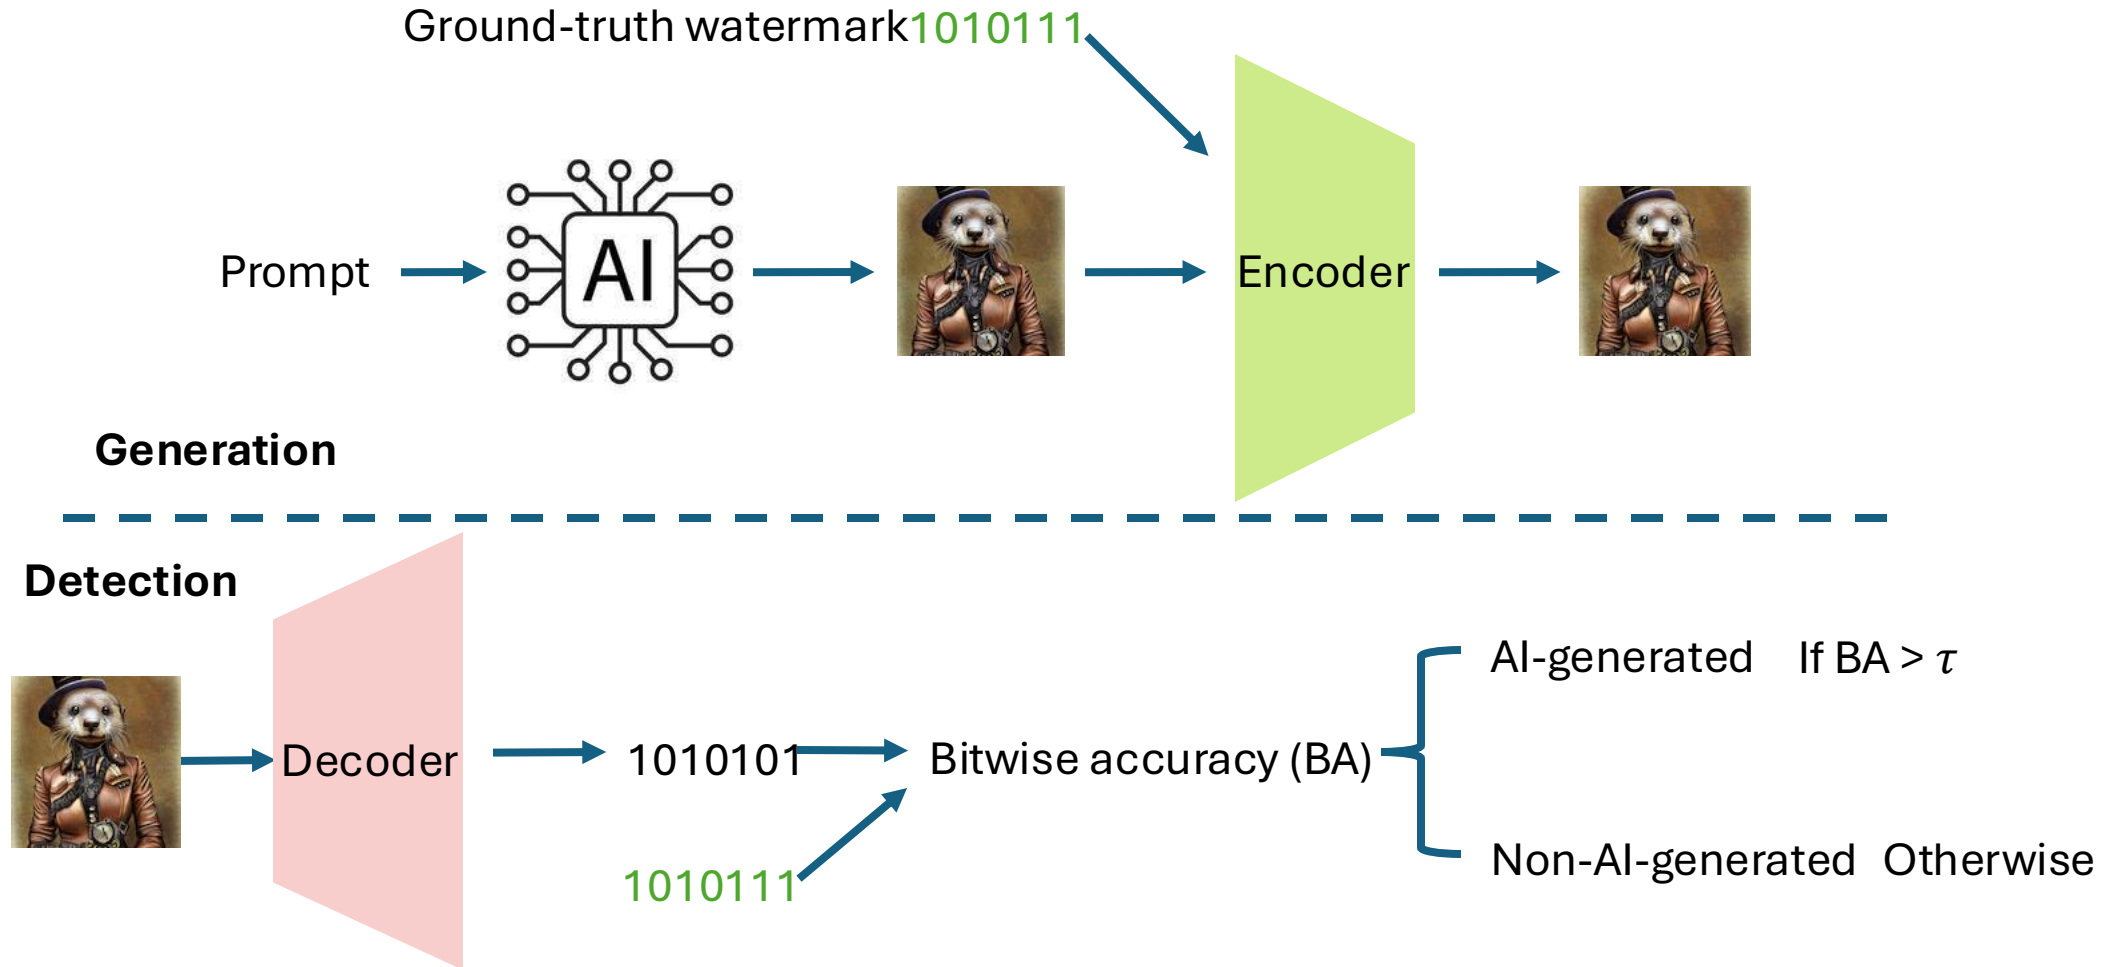 Ground-truth watermark1010111
Prompt
AI
Encoder
Generation
Detection
Decoder
1010101
1010111
Bitwise accuracy (BA)
AI-generated If BA > τ
Non-AI-generated Otherwise